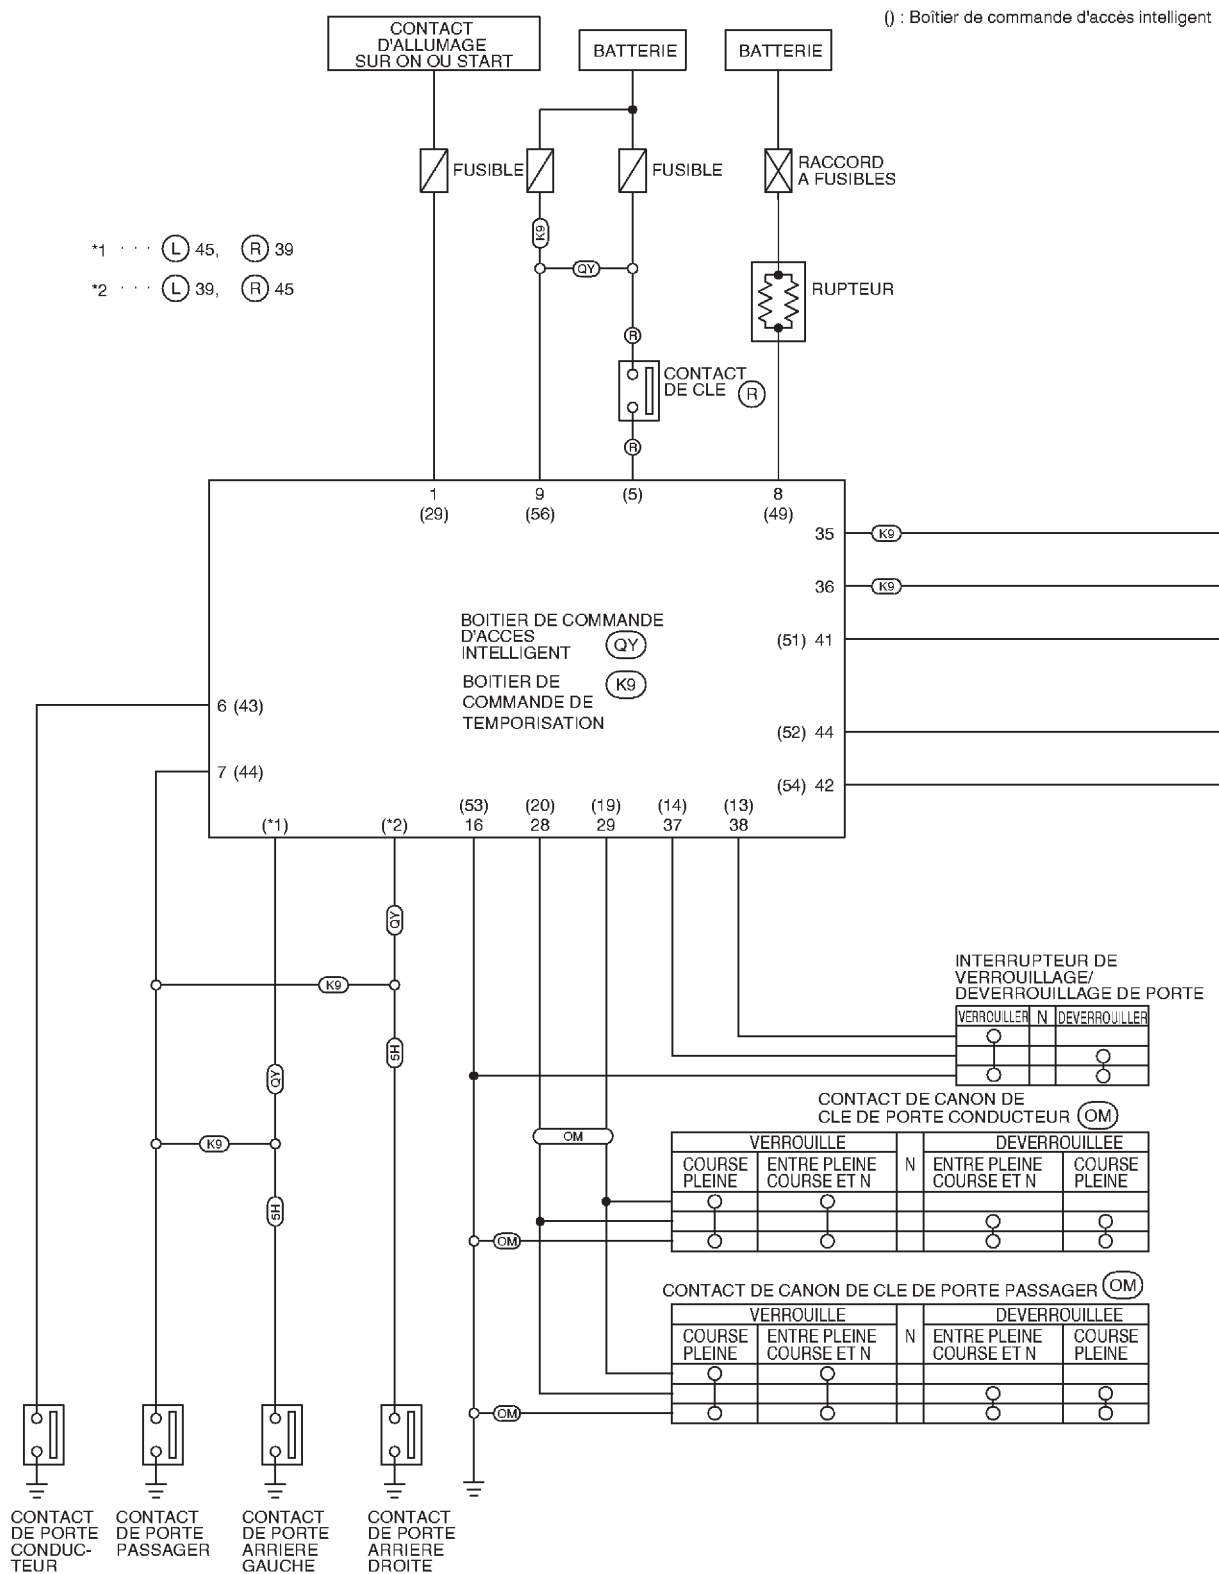 () : Boîtier de commande d'accès intelligent
CONTACT
D'ALLUMAGE
SUR ON OU START
BATTERIE
BATTERIE
FUSIBLE
FUSIBLE
RACCORD
A FUSIBLES
K9
*1 · · · L 45, R 39
QY
*2 · · · L 39, R 45
RUPTEUR
R
CONTACT
DE CLE R
R
1
(29)
9
(56)
(5)
8
(49)
35 K9
36 K9
BOITIER DE COMMANDE
D'ACCES
INTELLIGENT QY
(51) 41
BOITIER DE
COMMANDE DE
TEMPORISATION
K9
6 (43)
(52) 44
7 (44)
(54) 42
(*1)
(*2)
(53)
16
(20)
28
(19)
29
(14)
37
(13)
38
QY
K9
5H
QY
K9
5H
INTERRUPTEUR DE
VERROUILLAGE/
DEVERROUILLAGE DE PORTE
VERROUILLER N DEVERROUILLER
CONTACT DE CANON DE
CLE DE PORTE CONDUCTEUR OM
OM
VERROUILLE DEVERROUILLEE
COURSE
PLEINE
ENTRE PLEINE
COURSE ET N
N
ENTRE PLEINE
COURSE ET N
COURSE
PLEINE
OM
CONTACT DE CANON DE CLE DE PORTE PASSAGER OM
VERROUILLE DEVERROUILLEE
COURSE
PLEINE
ENTRE PLEINE
COURSE ET N
N
ENTRE PLEINE
COURSE ET N
COURSE
PLEINE
OM
CONTACT
DE PORTE
CONDUC-
TEUR
CONTACT
DE PORTE
PASSAGER
CONTACT
DE PORTE
ARRIERE
GAUCHE
CONTACT
DE PORTE
ARRIERE
DROITE